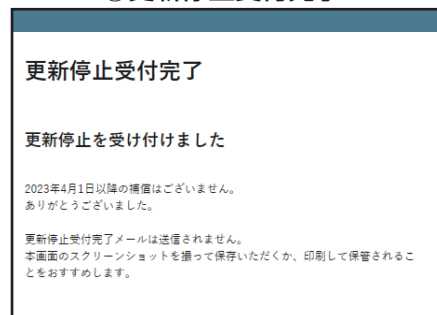 更新停止受付完了
更新停止を受け付けました
2023年4月1日以降の補償はございません。
ありがとうございました。
更新停止受付完了メールは送信されません。
本画面のスクリーンショットを撮って保存いただくか、印刷して保管されるこ
とをおすすめします。